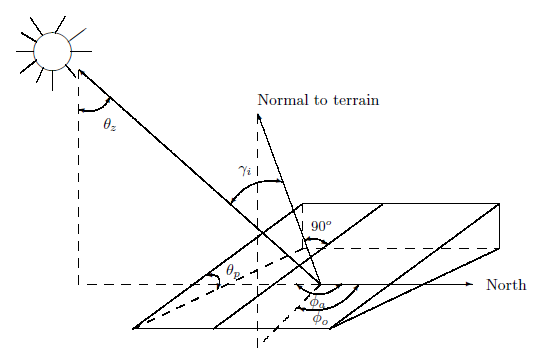 Normal to terrain
θz
γi
90°
θp
North
ϕa
ϕo